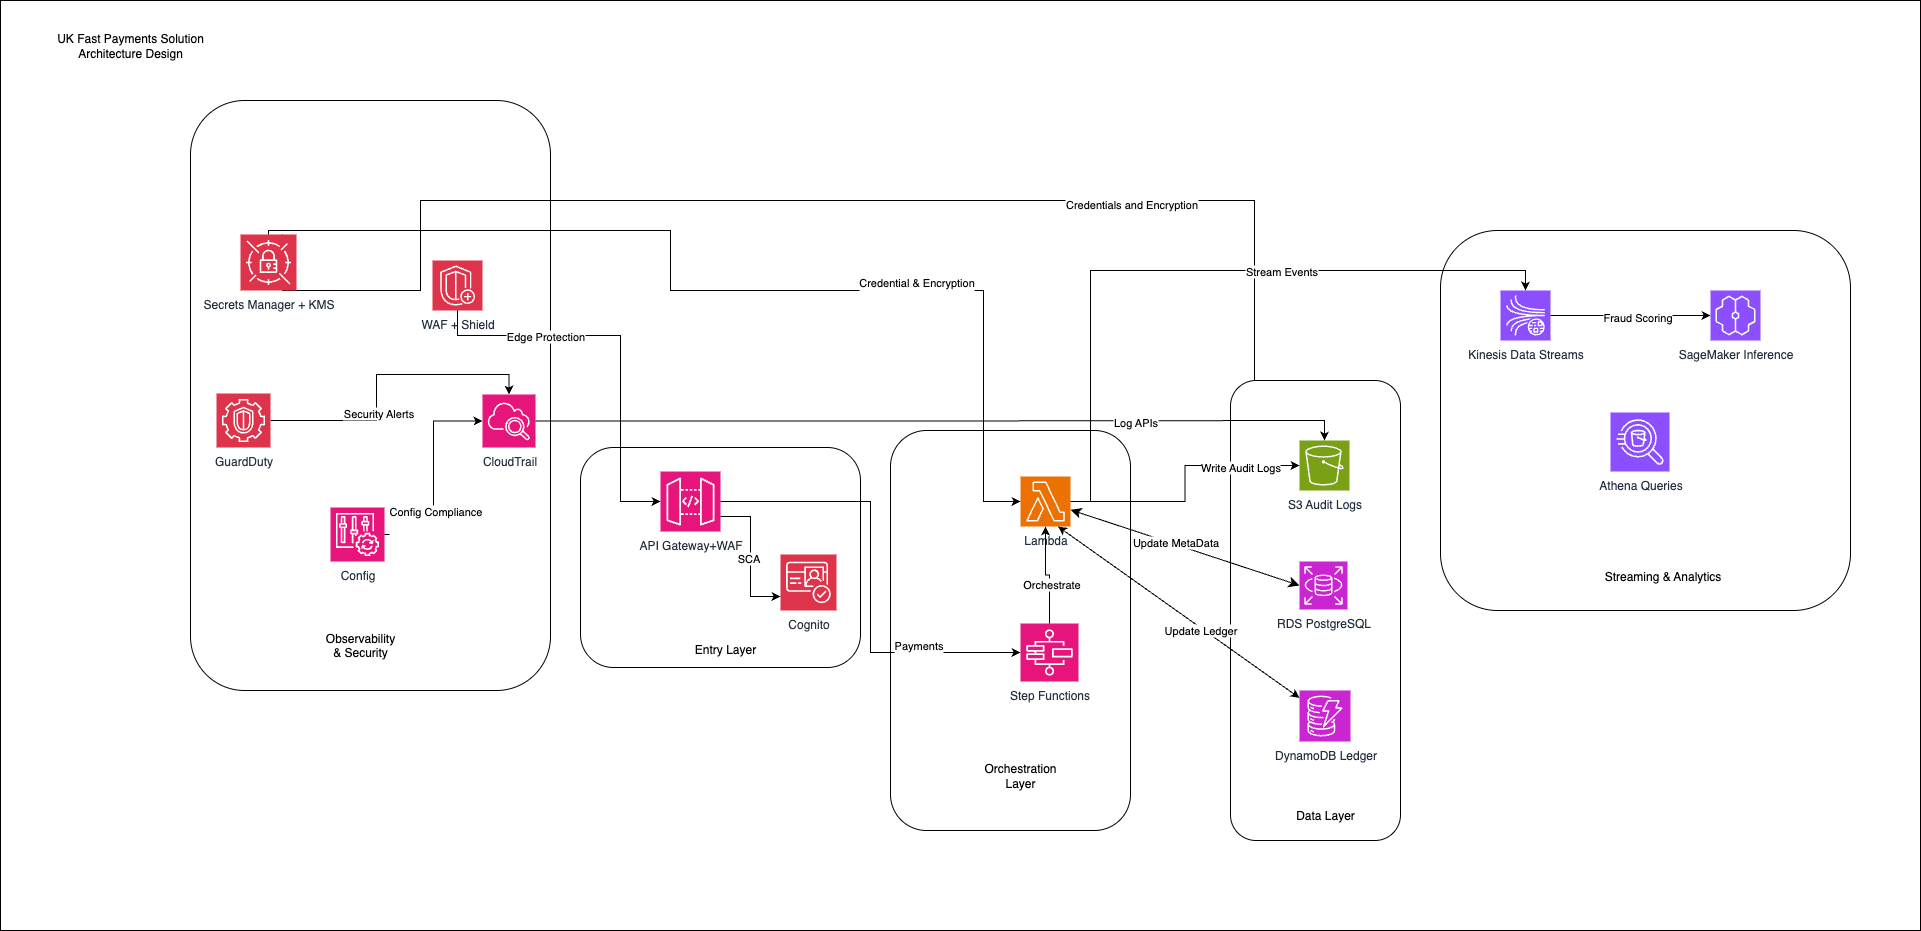 UK Fast Payments Solution
Architecture Design
Credentials and Encryption
Secrets Manager + KMS
Credential & Encryption
WAF + Shield
Edge Protection
Stream Events
Fraud Scoring
Kinesis Data Streams
SageMaker Inference
Security Alerts
GuardDuty
CloudTrail
Log APIs
Write Audit Logs
S3 Audit Logs
Athena Queries
Config Compliance
Config
API Gateway+WAF
SCA
Cognito
Lambda
Update MetaData
Orchestrate
RDS PostgreSQL
Streaming & Analytics
Observability
& Security
Entry Layer
Payments
Update Ledger
Step Functions
DynamoDB Ledger
Orchestration
Layer
Data Layer